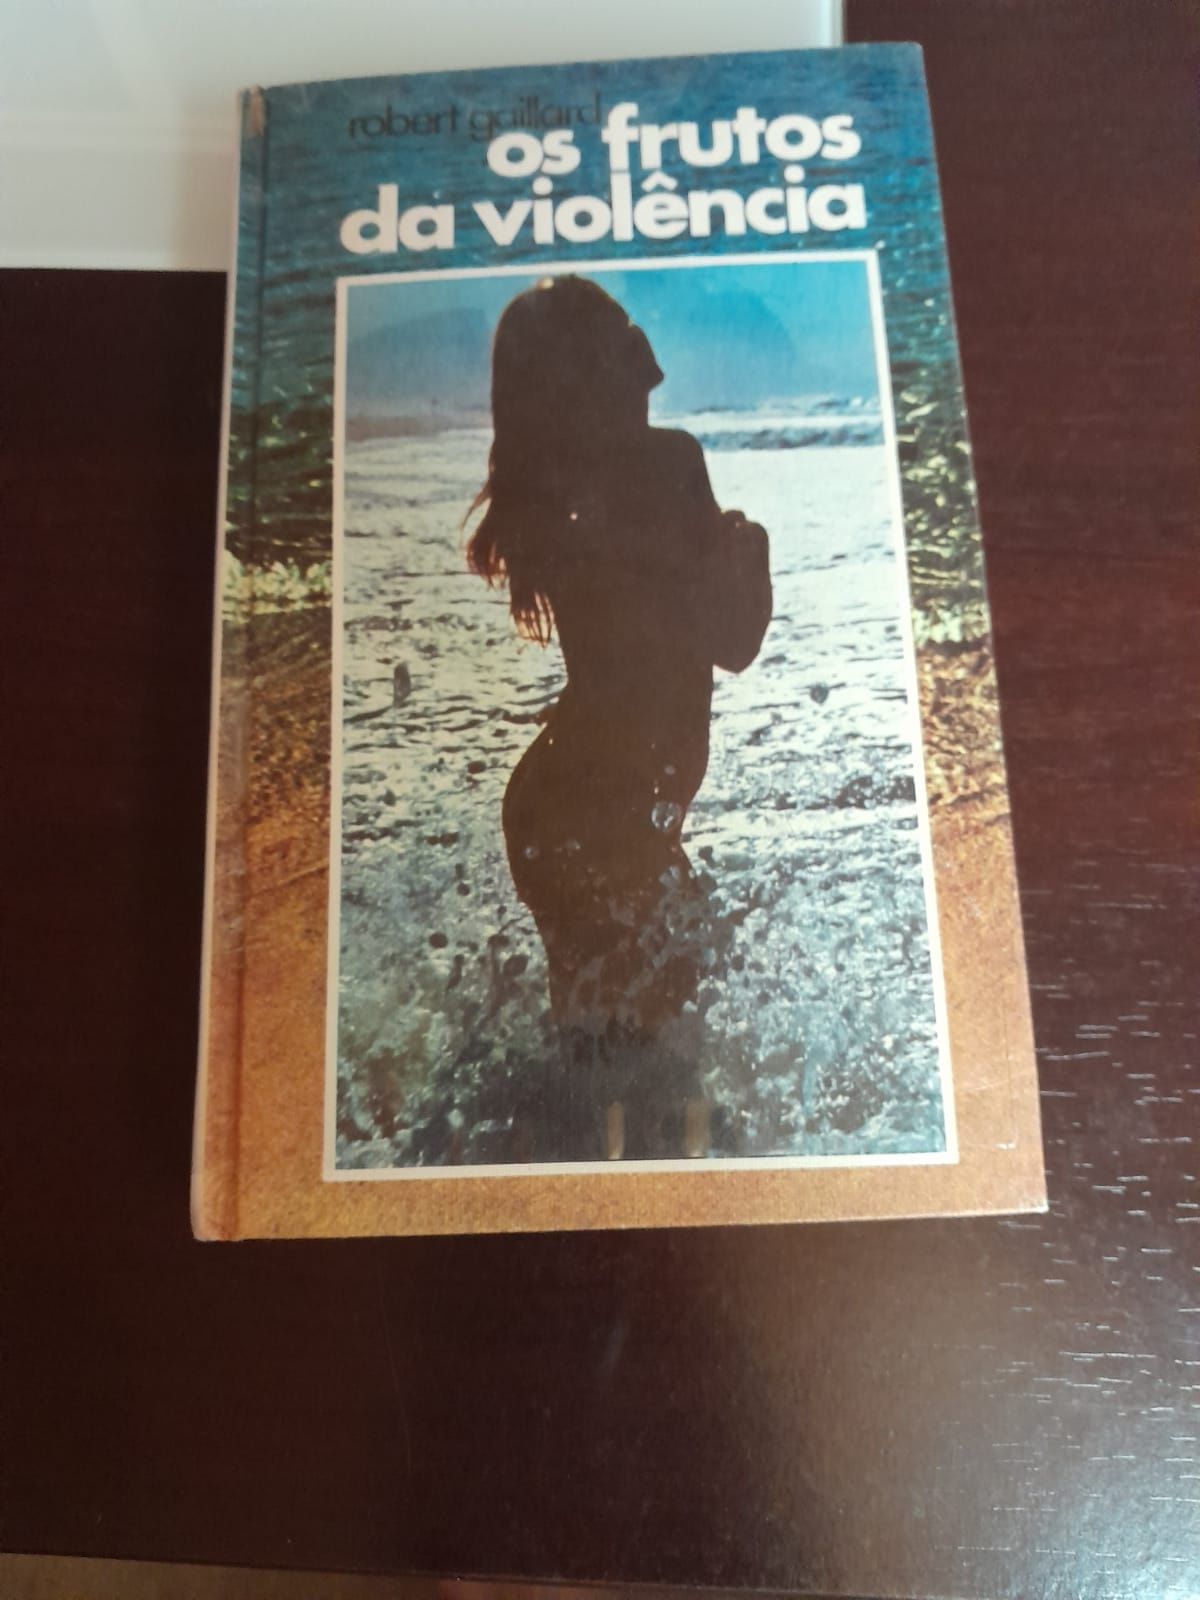 robert gaillard
os frutos
da violência